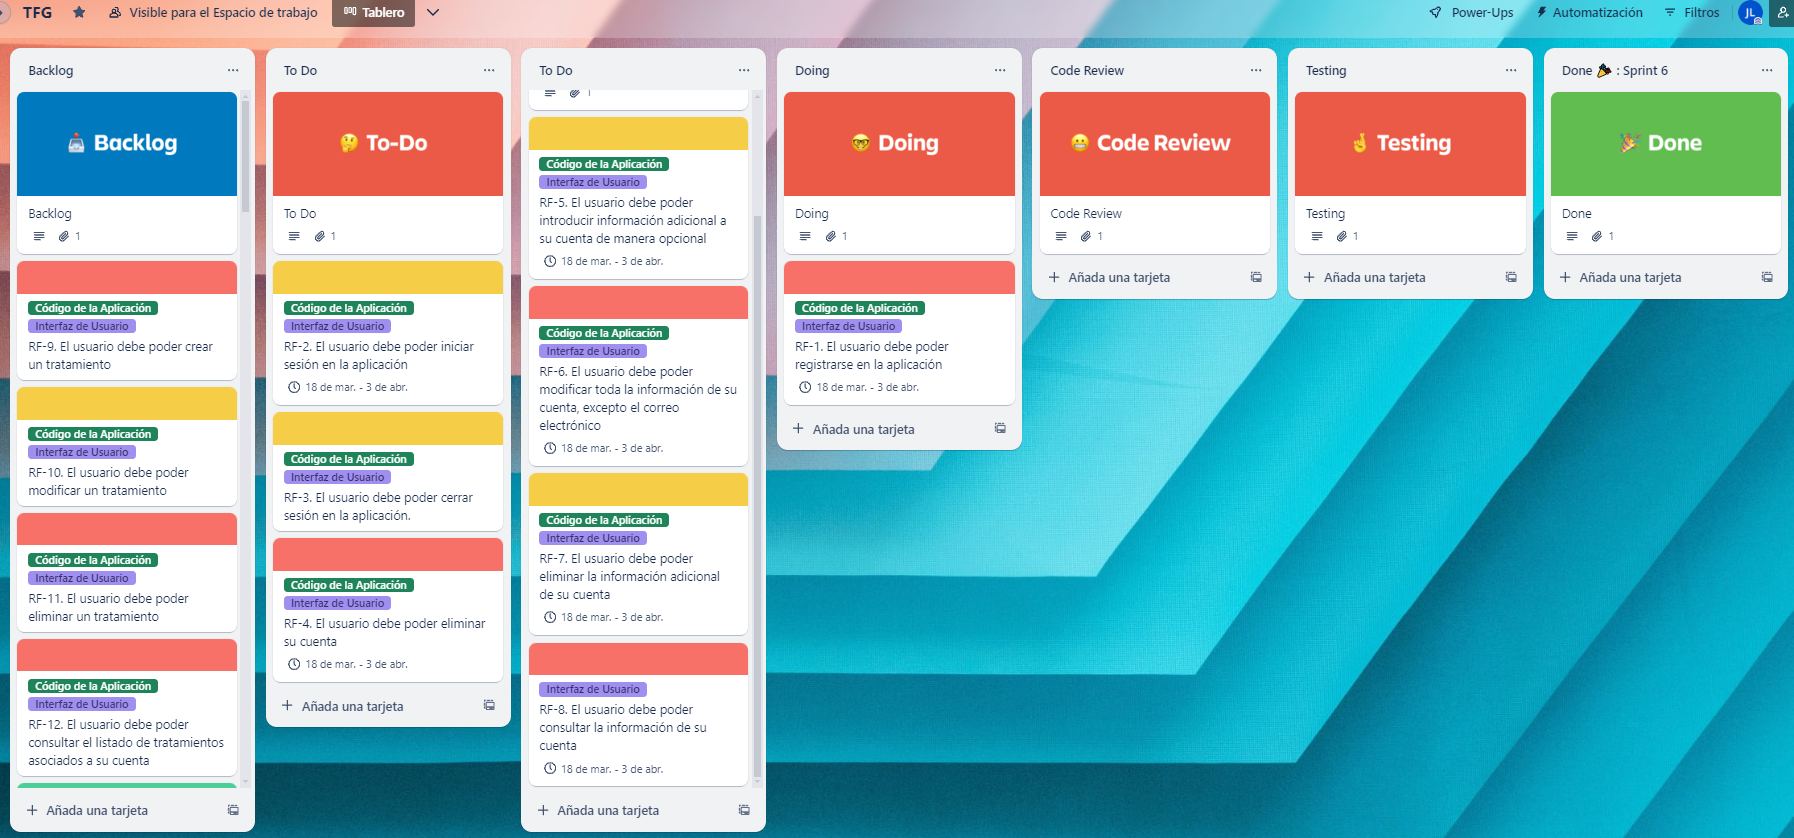 TFG
Visible para el Espacio de trabajo
Tablero
Power-Ups
Automatización
Filtros
JL
Backlog
Backlog
Backlog
1
Código de la Aplicación
Interfaz de Usuario
RF-9. El usuario debe poder crear
un tratamiento
Código de la Aplicación
Interfaz de Usuario
RF-10. El usuario debe poder
modificar un tratamiento
Código de la Aplicación
Interfaz de Usuario
RF-11. El usuario debe poder
eliminar un tratamiento
Código de la Aplicación
Interfaz de Usuario
RF-12. El usuario debe poder
consultar el listado de tratamientos
asociados a su cuenta
Añada una tarjeta
To Do
To-Do
To Do
1
Código de la Aplicación
Interfaz de Usuario
RF-2. El usuario debe poder iniciar
sesión en la aplicación
18 de mar. - 3 de abr.
Código de la Aplicación
Interfaz de Usuario
RF-3. El usuario debe poder cerrar
sesión en la aplicación.
Código de la Aplicación
Interfaz de Usuario
RF-4. El usuario debe poder eliminar
su cuenta
18 de mar. - 3 de abr.
Añada una tarjeta
To Do
1
Código de la Aplicación
Interfaz de Usuario
RF-5. El usuario debe poder
introducir información adicional a
su cuenta de manera opcional
18 de mar. - 3 de abr.
Código de la Aplicación
Interfaz de Usuario
RF-6. El usuario debe poder
modificar toda la información de su
cuenta, excepto el correo
electrónico
18 de mar. - 3 de abr.
Código de la Aplicación
Interfaz de Usuario
RF-7. El usuario debe poder
eliminar la información adicional
de su cuenta
18 de mar. - 3 de abr.
Interfaz de Usuario
RF-8. El usuario debe poder
consultar la información de su
cuenta
18 de mar. - 3 de abr.
Añada una tarjeta
Doing
Doing
Doing
1
Código de la Aplicación
Interfaz de Usuario
RF-1. El usuario debe poder
registrarse en la aplicación
18 de mar. - 3 de abr.
Añada una tarjeta
Code Review
Code Review
Code Review
1
Añada una tarjeta
Testing
Testing
Testing
1
Añada una tarjeta
Done 🎉 : Sprint 6
Done
Done
1
Añada una tarjeta